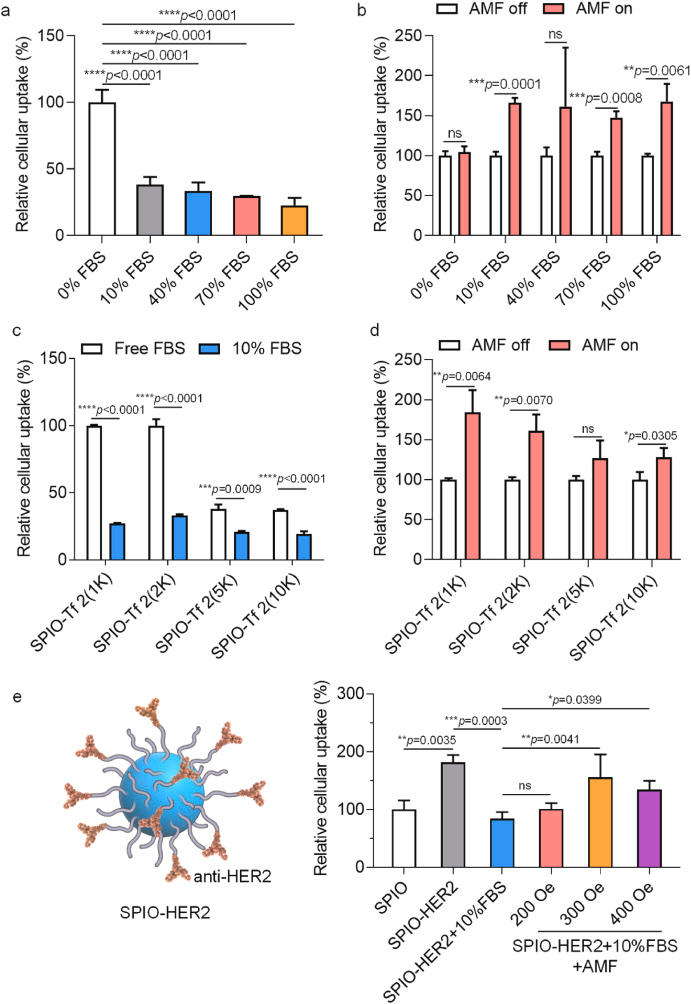 a
****p<0.0001
****p<0.0001
****p<0.0001
****p<0.0001
Relative cellular uptake (%)
150
100
50
0
0% FBS
10% FBS
40% FBS
70% FBS
100% FBS
b
AMF off
AMF on
Relative cellular uptake (%)
250
200
150
100
50
0
ns
***p=0.0001
ns
***p=0.0008
**p=0.0061
0% FBS
10% FBS
40% FBS
70% FBS
100% FBS
c
Free FBS
10% FBS
Relative cellular uptake (%)
150
100
50
0
****p<0.0001
****p<0.0001
***p=0.0009
****p<0.0001
SPIO-Tf 2(1K)
SPIO-Tf 2(2K)
SPIO-Tf 2(5K)
SPIO-Tf 2(10K)
d
AMF off
AMF on
Relative cellular uptake (%)
250
200
150
100
50
0
**p=0.0064
**p=0.0070
ns
*p=0.0305
SPIO-Tf 2(1K)
SPIO-Tf 2(2K)
SPIO-Tf 2(5K)
SPIO-Tf 2(10K)
e
anti-HER2
SPIO-HER2
Relative cellular uptake (%)
300
200
100
0
**p=0.0035
***p=0.0003
ns
**p=0.0041
*p=0.0399
SPIO
SPIO-HER2
SPIO-HER2+10%FBS
200 Oe
300 Oe
400 Oe
SPIO-HER2+10%FBS
+AMF